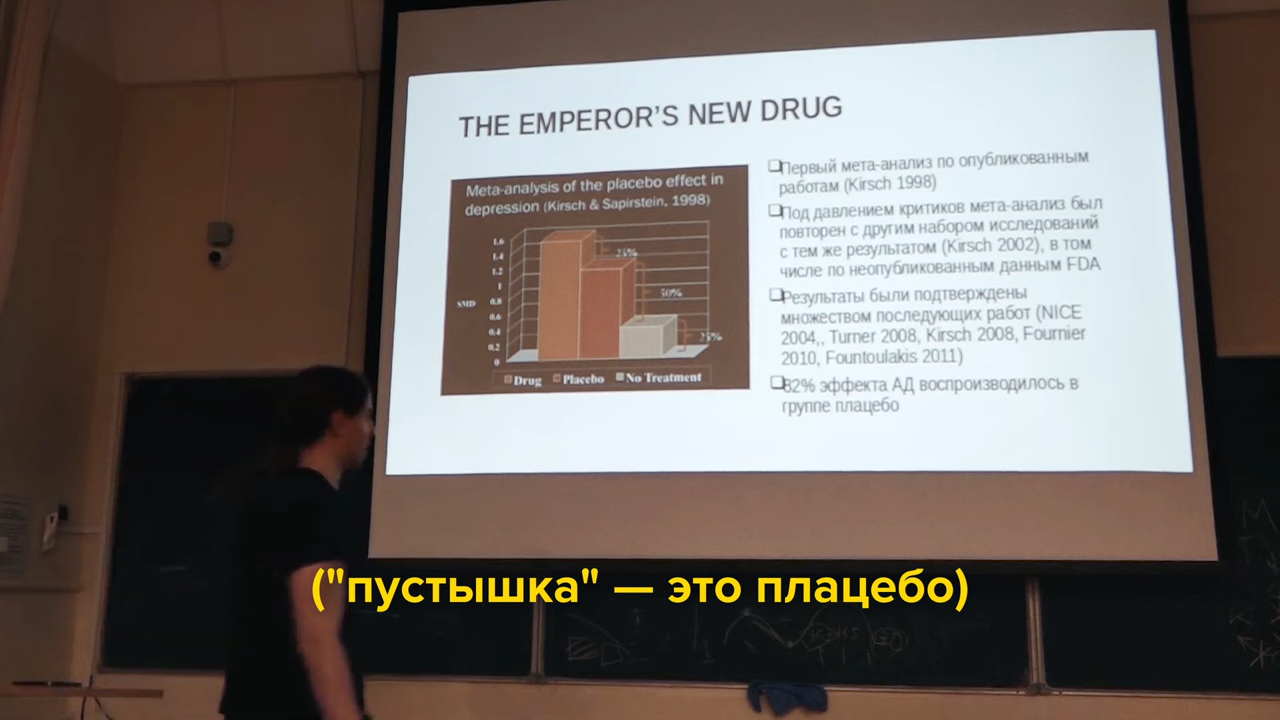 THE EMPEROR'S NEW DRUG
Meta-analysis of the placebo effect in
depression (Kirsch & Sapirstein, 1998)
1.6
1.4
1.2
1
0.8
0.6
0.4
0.2
0
SMD
25%
50%
25%
Drug Placebo No Treatment
Первый мета-анализ по опубликованным
работам (Kirsch 1998)
Под давлением критиков мета-анализ был
повторен с другим набором исследований
с тем же результатом (Kirsch 2002), в том
числе по неопубликованным данным FDA
Результаты были подтверждены
множеством последующих работ (NICE
2004,, Turner 2008, Kirsch 2008, Fournier
2010, Fountoulakis 2011)
82% эффекта АД воспроизводилось в
группе плацебо
("пустышка" — это плацебо)